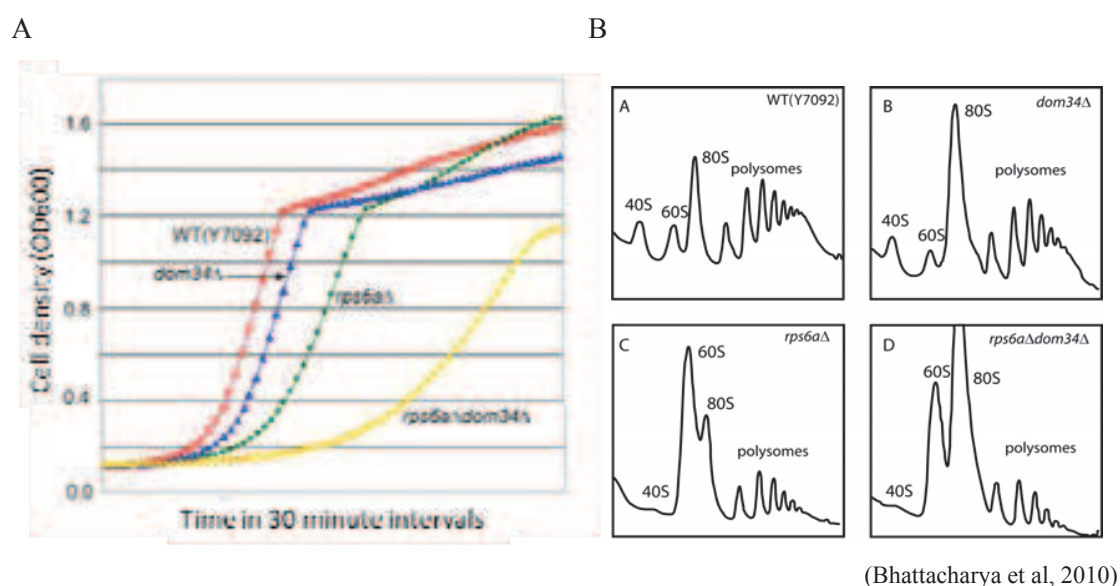 A
1.6
1.2
0.8
0.4
0.0
Cell density (OD600)
WT(Y7092)
dom34Δ
rps6aΔ
rps6aΔdom34Δ
Time in 30 minute intervals
B
A
WT(Y7092)
40S
60S
80S
polysomes
B
dom34Δ
40S
60S
80S
polysomes
C
rps6aΔ
40S
60S
80S
polysomes
D
rps6aΔdom34Δ
40S
60S
80S
polysomes
(Bhattacharya et al, 2010)